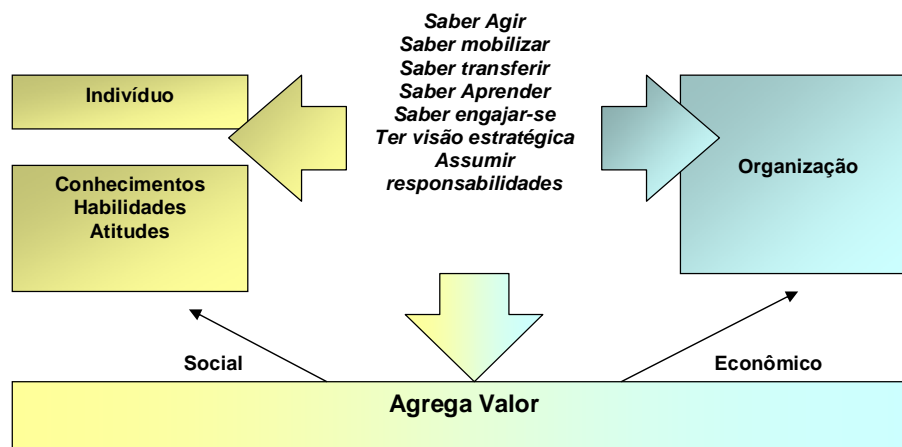 Saber Agir
Saber mobilizar
Saber transferir
Saber Aprender
Saber engajar-se
Ter visão estratégica
Assumir
responsabilidades
Indivíduo
Conhecimentos
Habilidades
Atitudes
Organização
Social
Econômico
Agrega Valor